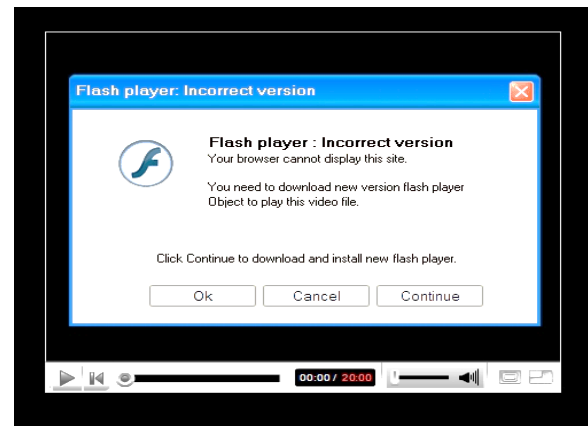 Flash player: Incorrect version
Flash player : Incorrect version
Your browser cannot display this site.
You need to download new version flash player
Object to play this video file.
Click Continue to download and install new flash player.
Ok Cancel Continue
00:00 / 20:00